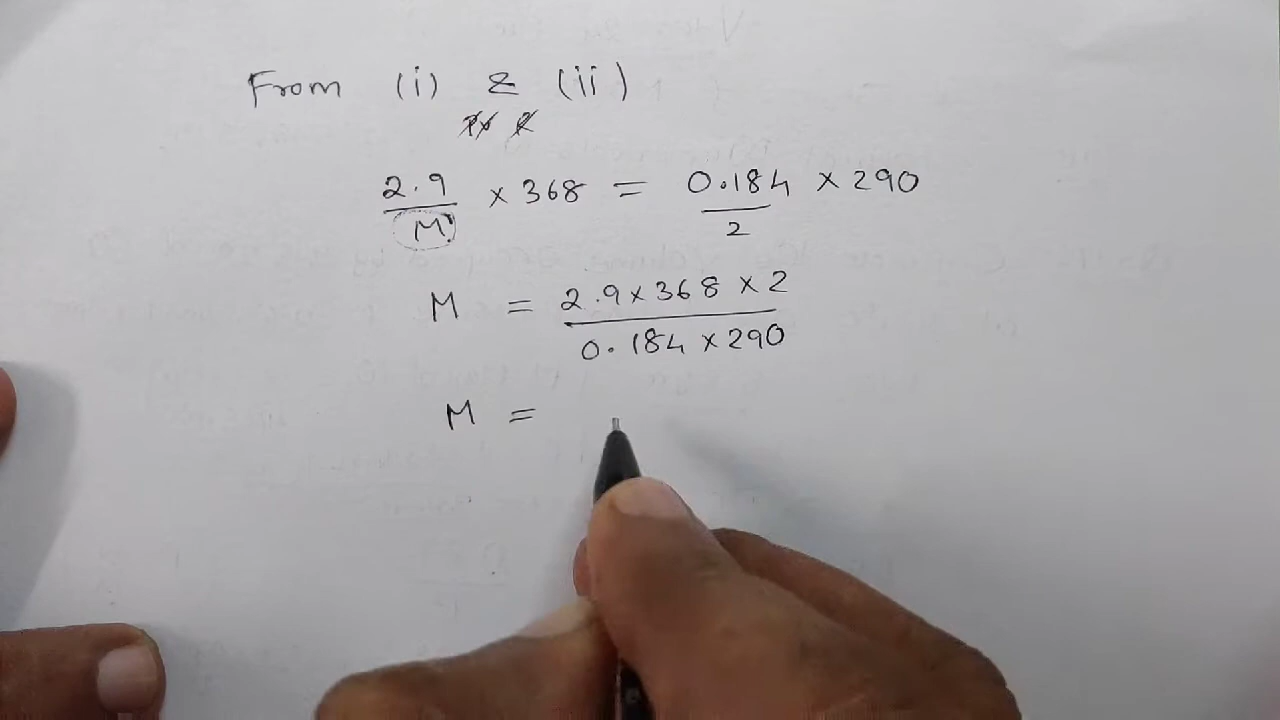 From (i) & (ii)
2.9/M × 368 = 0.184/2 × 290
M = 2.9 × 368 × 2 / 0.184 × 290
M =